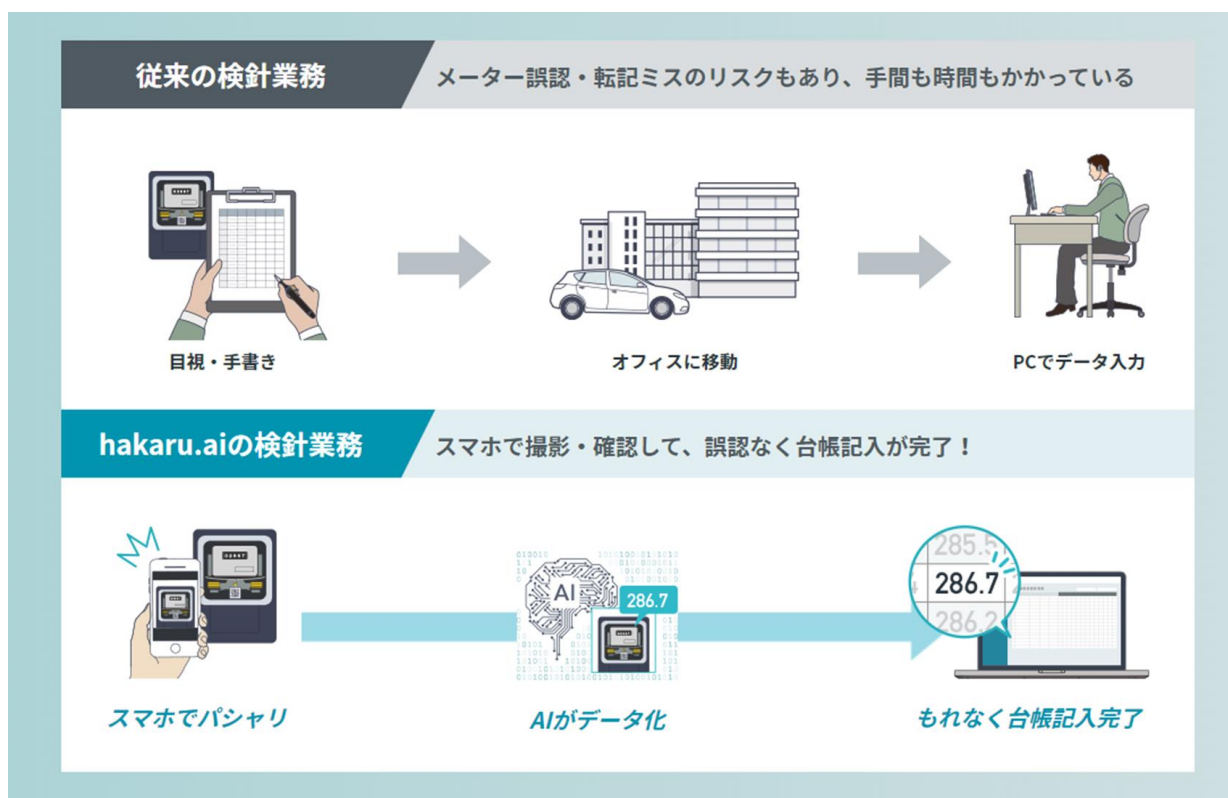 従来の検針業務
メーター誤認・転記ミスのリスクもあり、手間も時間もかかっている
目視・手書き
オフィスに移動
PCでデータ入力
hakaru.aiの検針業務
スマホで撮影・確認して、誤認なく台帳記入が完了！
AI
286.7
285.5
286.7
286.2
スマホでパシャリ
AIがデータ化
もれなく台帳記入完了